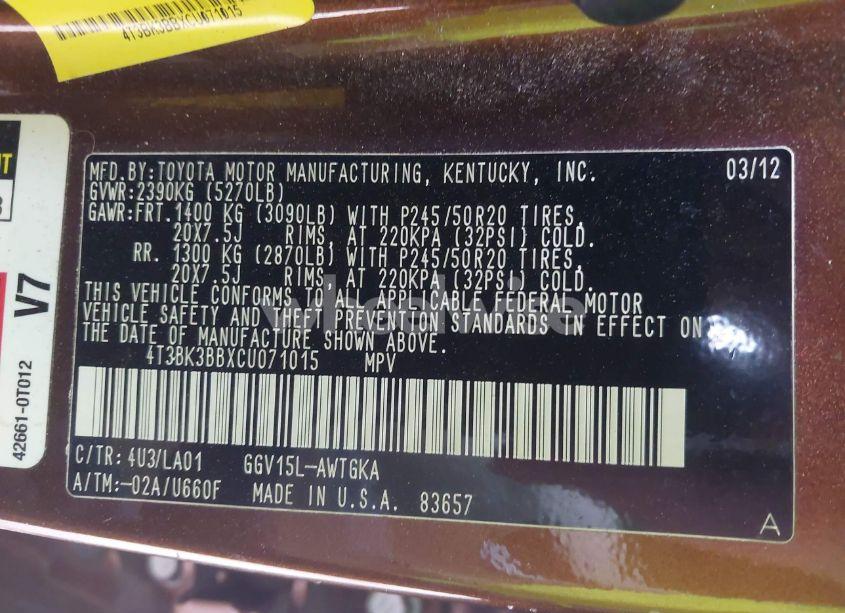 4T3BK3BBXCU071015
MFD.BY:TOYOTA MOTOR MANUFACTURING, KENTUCKY, INC. 03/12
GVWR:2390KG (5270LB)
GAWR:FRT.1400 KG (3090LB) WITH P245/50R20 TIRES,
20X7.5J RIMS, AT 220KPA (32PSI) COLD.
RR. 1300 KG (2870LB) WITH P245/50R20 TIRES,
20X7.5J RIMS, AT 220KPA (32PSI) COLD.
THIS VEHICLE CONFORMS TO ALL APPLICABLE FEDERAL MOTOR
VEHICLE SAFETY AND THEFT PREVENTION STANDARDS IN EFFECT ON
THE DATE OF MANUFACTURE SHOWN ABOVE.
4T3BK3BBXCU071015 MPV
C/TR: 4U3/LA01 GGV15L-AWTGKA
A/TM:-02A/U660F MADE IN U.S.A. 83657
A
V7
42661-0T012